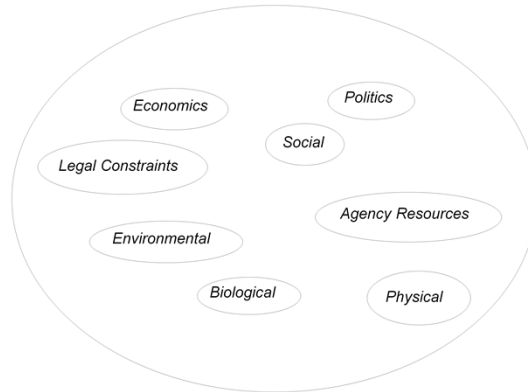 Politics
Economics
Social
Legal Constraints
Agency Resources
Environmental
Biological
Physical